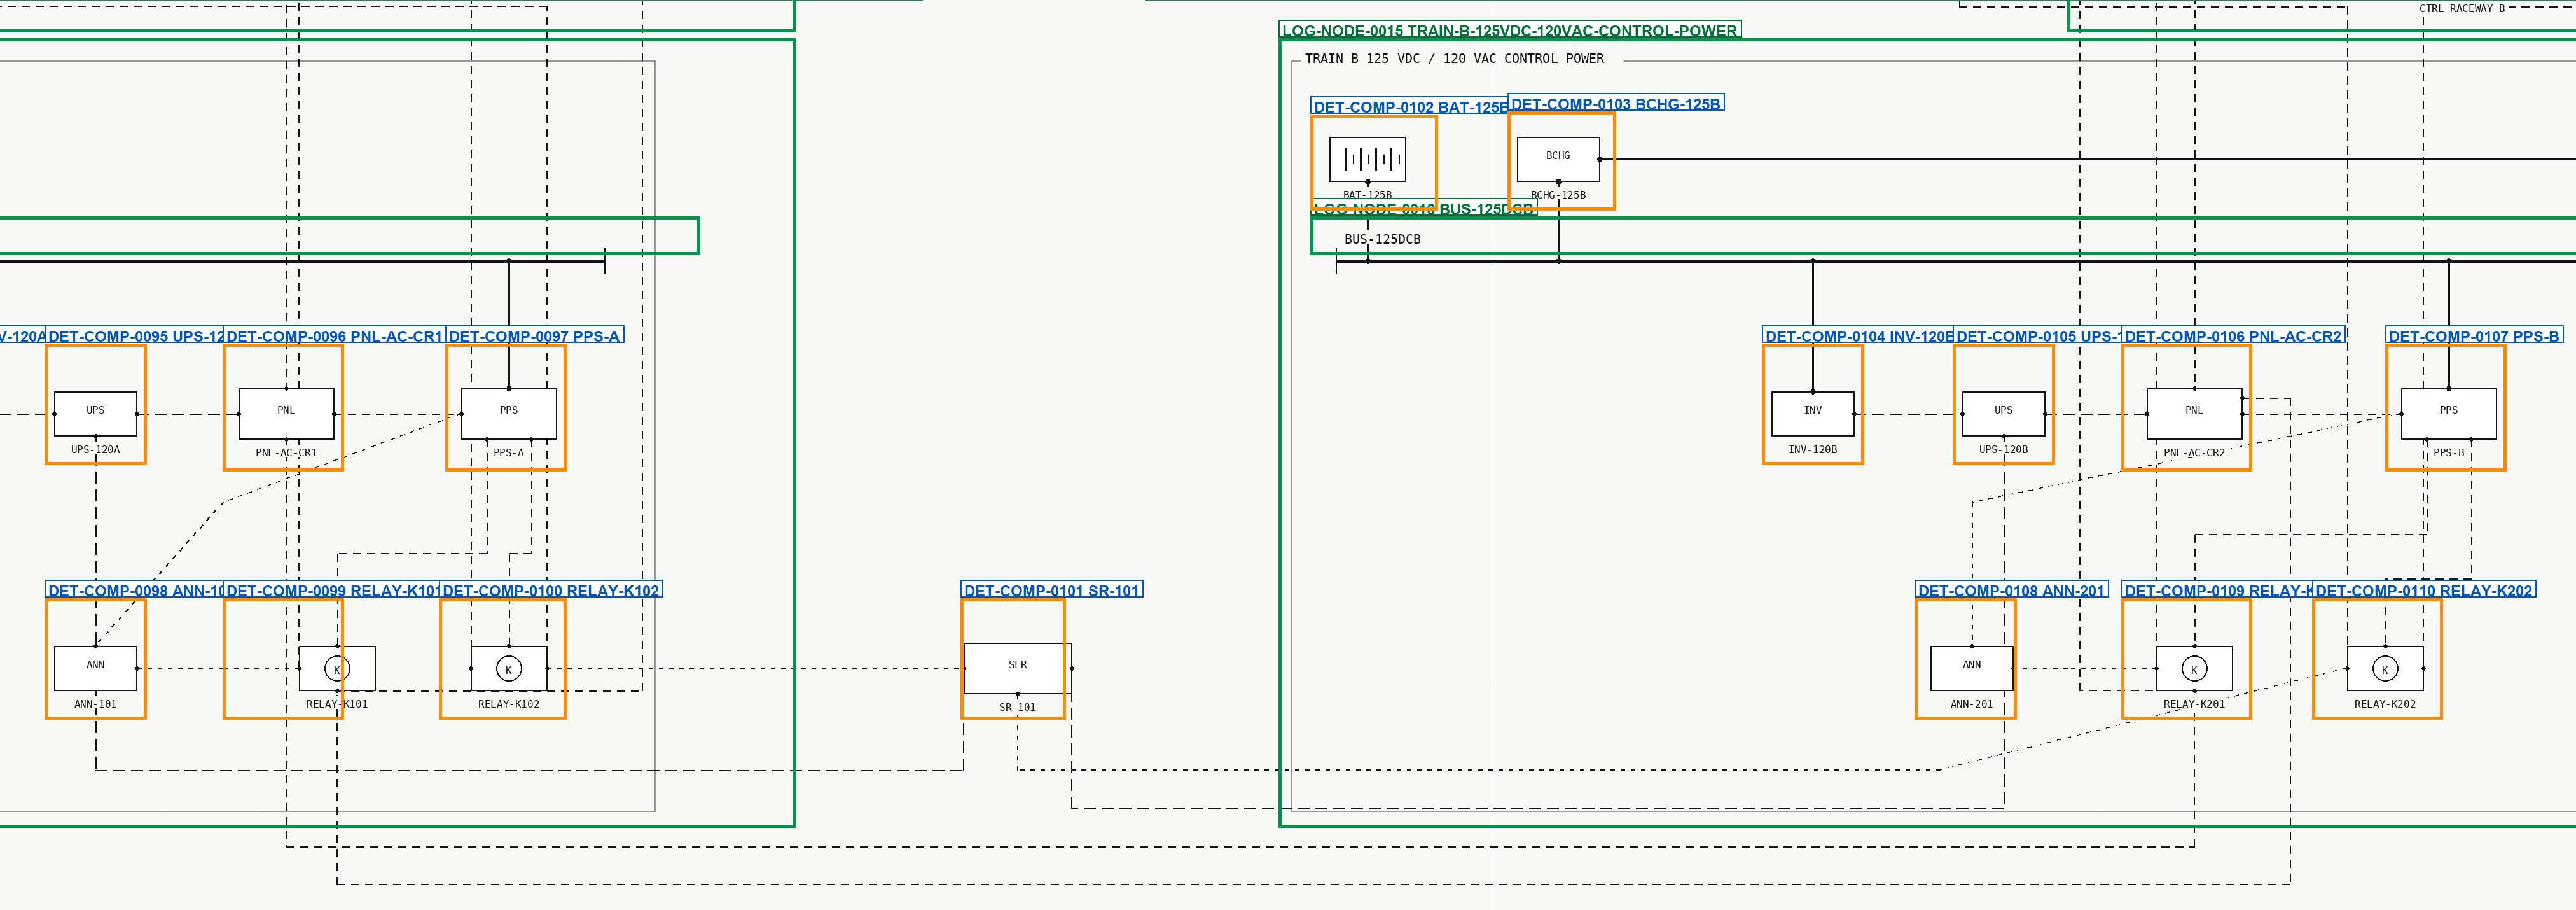 CTRL RACEWAY B
LOG-NODE-0015 TRAIN-B-125VDC-120VAC-CONTROL-POWER
TRAIN B 125 VDC / 120 VAC CONTROL POWER
DET-COMP-0102 BAT-125B
DET-COMP-0103 BCHG-125B
BCHG
BAT-125B
BCHG-125B
LOG-NODE-0016 BUS-125DCB
BUS-125DCB
V-120A
DET-COMP-0095 UPS-12
DET-COMP-0096 PNL-AC-CR1
DET-COMP-0097 PPS-A
DET-COMP-0104 INV-120B
DET-COMP-0105 UPS-1
DET-COMP-0106 PNL-AC-CR2
DET-COMP-0107 PPS-B
UPS
PNL
PPS
INV
UPS
PNL
PPS
UPS-120A
PNL-AC-CR1
PPS-A
INV-120B
UPS-120B
PNL-AC-CR2
PPS-B
DET-COMP-0098 ANN-10
DET-COMP-0099 RELAY-K101
DET-COMP-0100 RELAY-K102
DET-COMP-0101 SR-101
DET-COMP-0108 ANN-201
DET-COMP-0109 RELAY-K
DET-COMP-0110 RELAY-K202
ANN
K
K
SER
ANN
K
K
ANN-101
RELAY-K101
RELAY-K102
SR-101
ANN-201
RELAY-K201
RELAY-K202